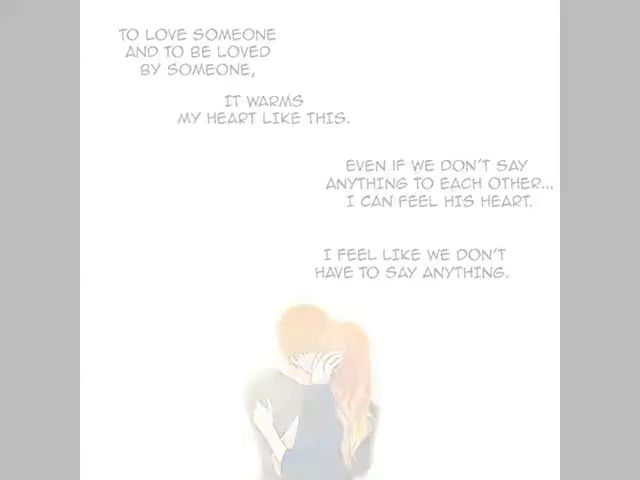 TO LOVE SOMEONE
AND TO BE LOVED
BY SOMEONE,
IT WARMS
MY HEART LIKE THIS.
EVEN IF WE DON'T SAY
ANYTHING TO EACH OTHER...
I CAN FEEL HIS HEART.
I FEEL LIKE WE DON'T
HAVE TO SAY ANYTHING.